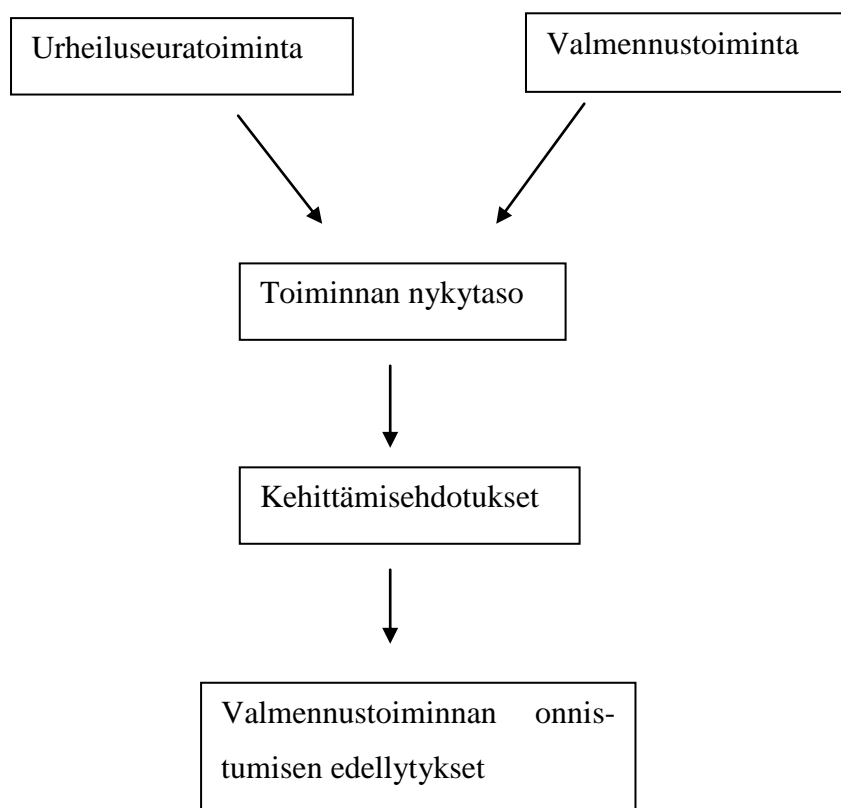 Urheiluseuratoiminta
Valmennustoiminta
Toiminnan nykytaso
Kehittämisehdotukset
Valmennustoiminnan onnis-
tumisen edellytykset